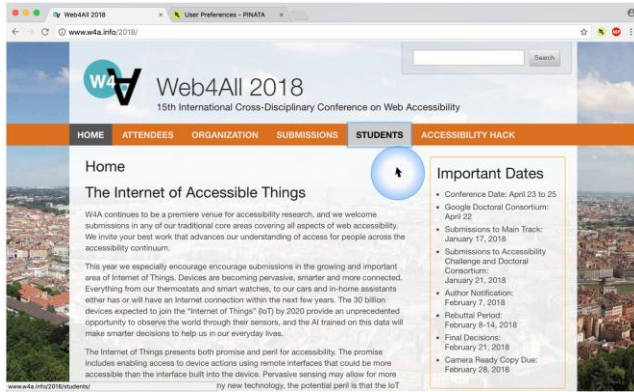 Web4All 2018
User Preferences - PINATA
www.w4a.info/2018/
Search
W4A
Web4All 2018
15th International Cross-Disciplinary Conference on Web Accessibility
HOME ATTENDEES ORGANIZATION SUBMISSIONS STUDENTS ACCESSIBILITY HACK
Home
The Internet of Accessible Things
W4A continues to be a premiere venue for accessibility research, and we welcome
submissions in any of our traditional core areas covering all aspects of web accessibility.
We invite your best work that advances our understanding of access for people across the
accessibility continuum.
This year we especially encourage encourage submissions in the growing and important
area of Internet of Things. Devices are becoming pervasive, smarter and more connected.
Everything from our thermostats and smart watches, to our cars and in-home assistants
either has or will have an Internet connection within the next few years. The 30 billion
devices expected to join the "Internet of Things" (IoT) by 2020 provide an unprecedented
opportunity to observe the world through their sensors, and the AI trained on this data will
make smarter decisions to help us in our everyday lives.
The Internet of Things presents both promise and peril for accessibility. The promise
includes enabling access to device actions using remote interfaces that could be more
accessible than the interface built into the device. Pervasive sensing may allow for more
ny new technology, the potential peril is that the IoT
www.w4a.info/2018/students/
Important Dates
• Conference Date: April 23 to 25
• Google Doctoral Consortium:
April 22
• Submissions to Main Track:
January 17, 2018
• Submissions to Accessibility
Challenge and Doctoral
Consortium:
January 21, 2018
• Author Notification:
February 7, 2018
• Rebuttal Period:
February 8-14, 2018
• Final Decisions:
February 21, 2018
• Camera Ready Copy Due:
February 28, 2018